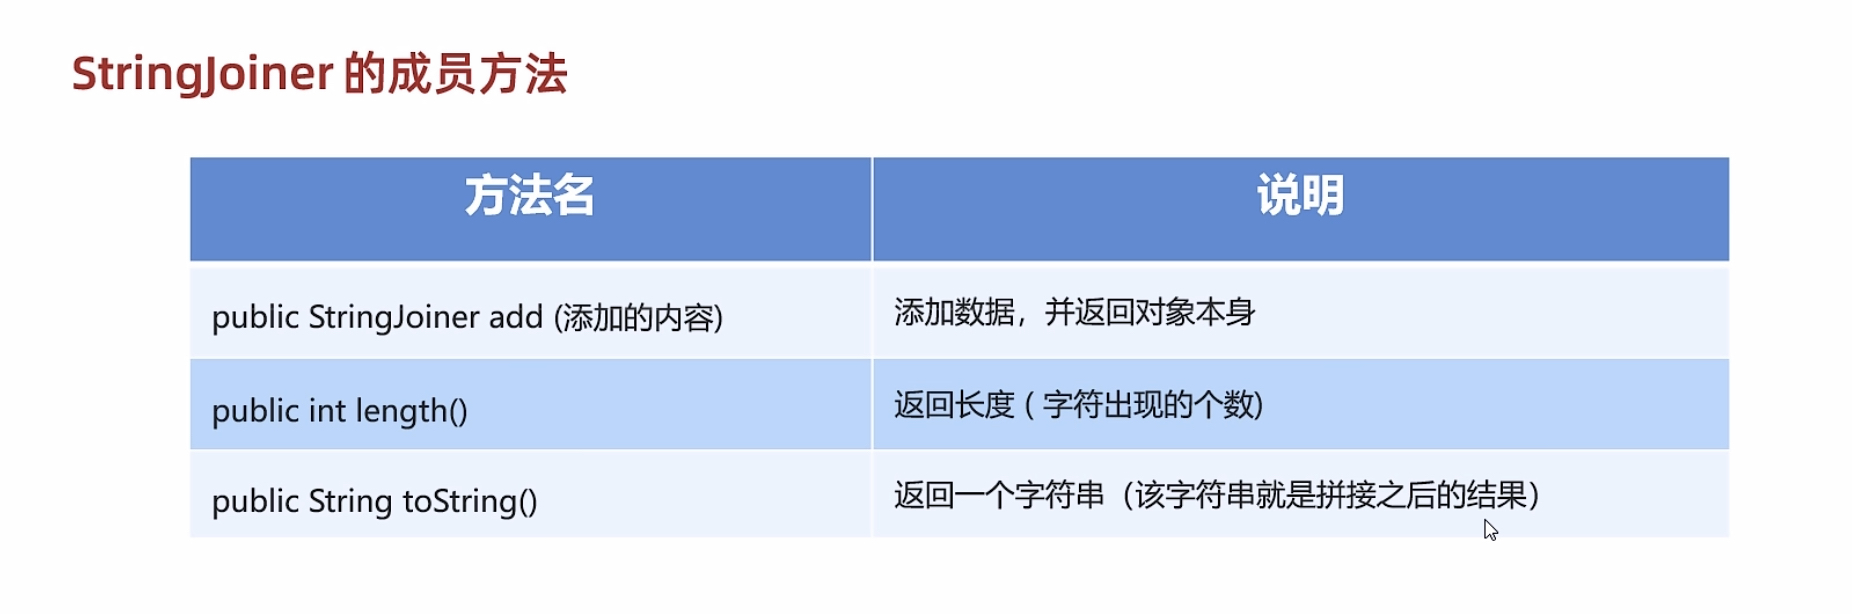 StringJoiner 的成员方法
方法名 说明
public StringJoiner add (添加的内容) 添加数据，并返回对象本身
public int length() 返回长度 ( 字符出现的个数)
public String toString() 返回一个字符串（该字符串就是拼接之后的结果）